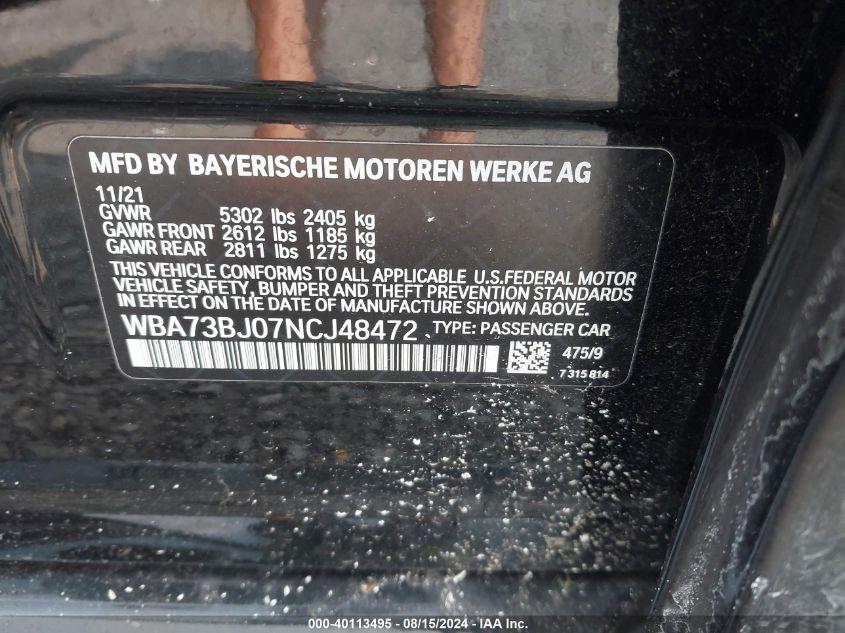 MFD BY BAYERISCHE MOTOREN WERKE AG
11/21
GVWR 5302 lbs 2405 kg
GAWR FRONT 2612 lbs 1185 kg
GAWR REAR 2811 lbs 1275 kg
THIS VEHICLE CONFORMS TO ALL APPLICABLE U.S.FEDERAL MOTOR
VEHICLE SAFETY, BUMPER AND THEFT PREVENTION STANDARDS
IN EFFECT ON THE DATE OF MANUFACTURE SHOWN ABOVE.
WBA73BJ07NCJ48472 TYPE: PASSENGER CAR
475/9
7 315 814
000-40113495 - 08/15/2024 - IAA Inc.